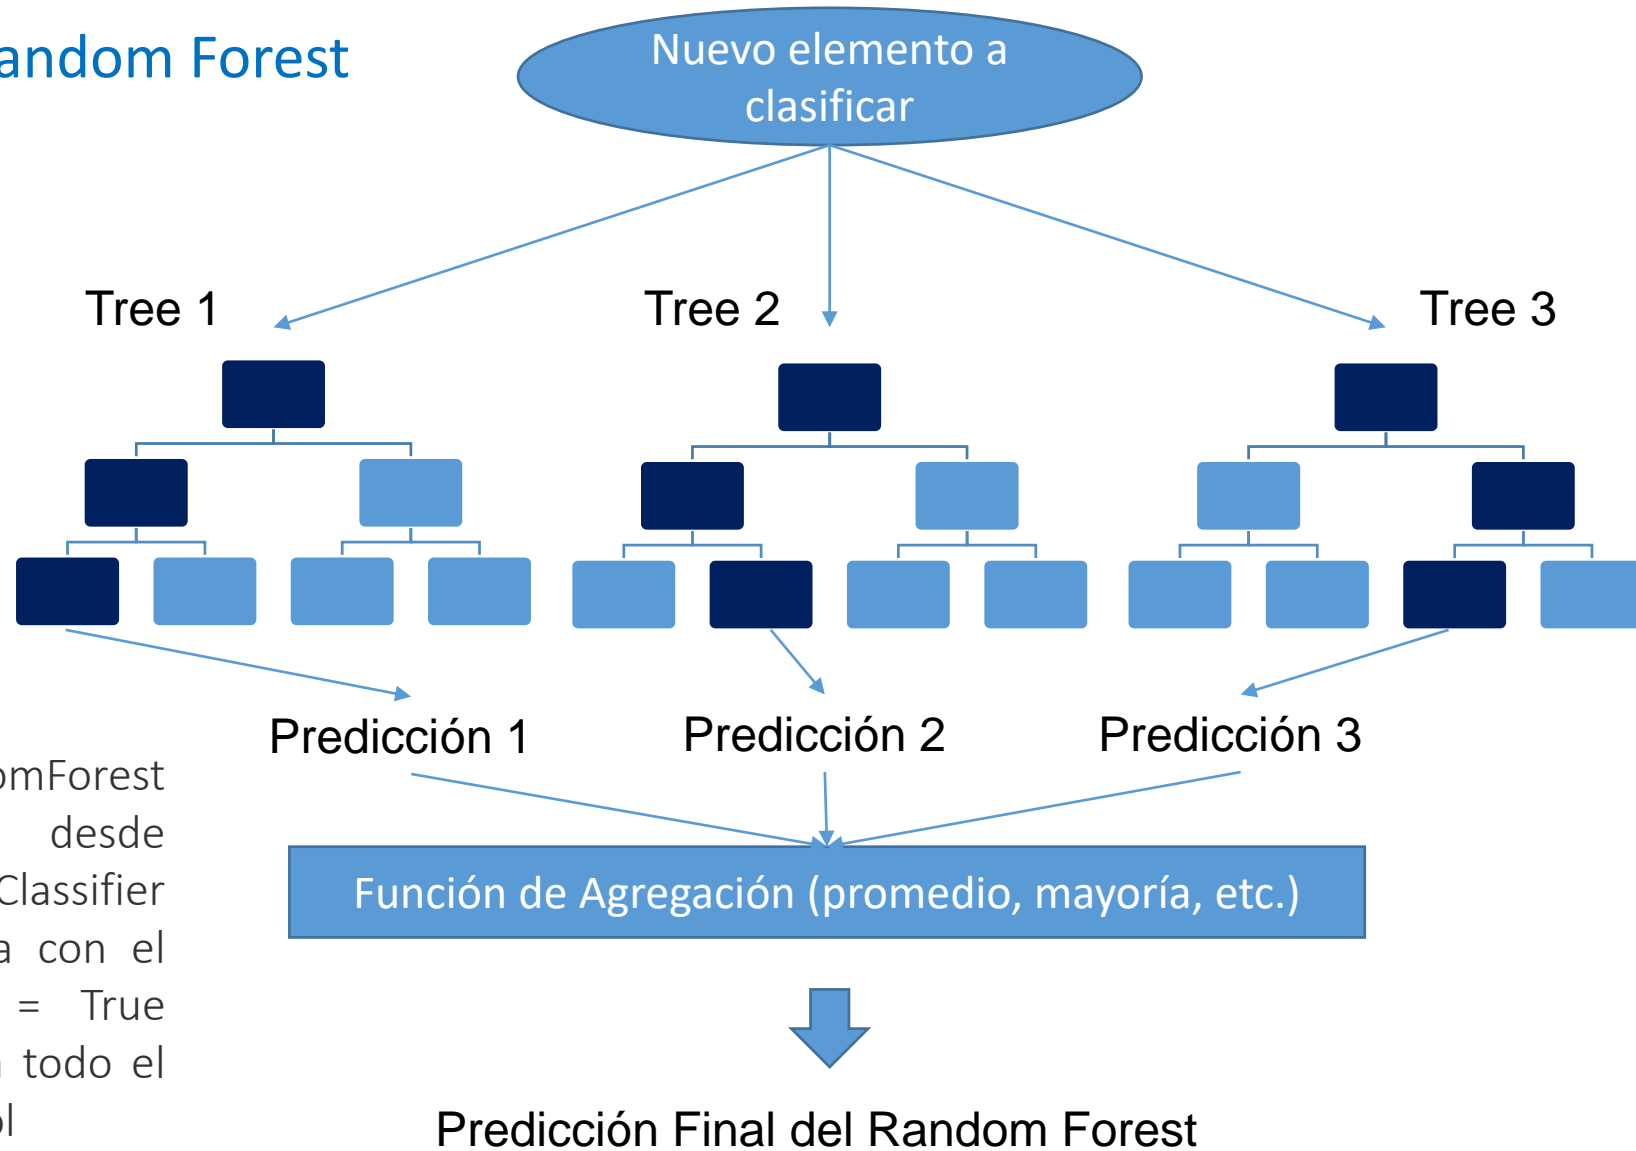 andom Forest
Nuevo elemento a
clasificar
Tree 1
Tree 2
Tree 3
Predicción 1
Predicción 2
Predicción 3
omForest
desde
Classifier
a con el
= True
todo el
ol
Función de Agregación (promedio, mayoría, etc.)
Predicción Final del Random Forest